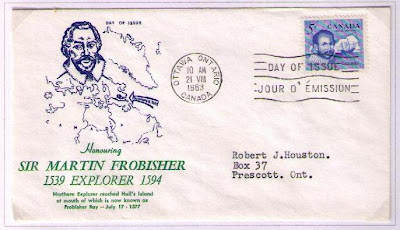 DAY OF ISSUE
CANA
Honouring
SIR MARTIN FROBISHER
1539 EXPLORER 1594
Northern Explorer reached Hall's Island
at mouth of which is now known as
Frobisher Bay — July 17 - 1577
OTTAWA ONTARIO
10 AM
21 VIII
1963
CANADA
5
CANADA
DAY OF ISSUE
JOUR D'ÉMISSION
Robert J.Houston.
Box 37
Prescott. Ont.